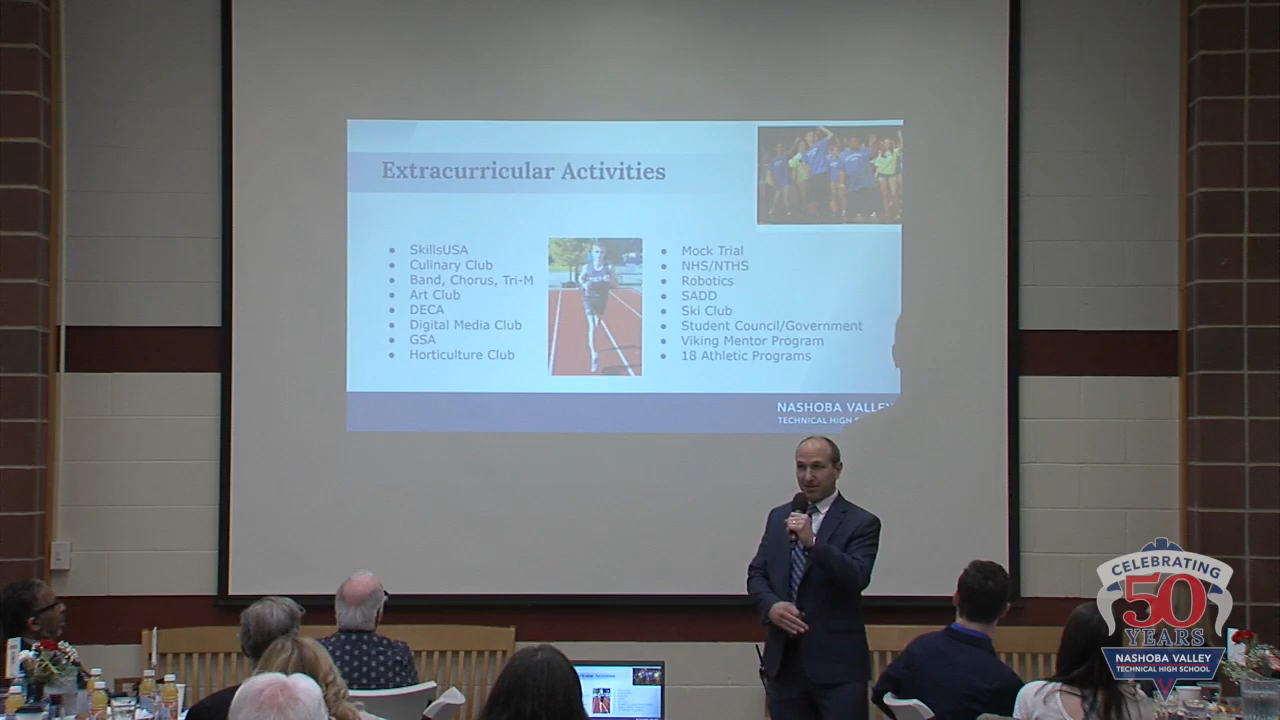 Extracurricular Activities
SkillsUSA
Culinary Club
Band, Chorus, Tri-M
Art Club
DECA
Digital Media Club
GSA
Horticulture Club
Mock Trial
NHS/NTHS
Robotics
SADD
Ski Club
Student Council/Government
Viking Mentor Program
18 Athletic Programs
NASHOBA VALLEY
TECHNICAL HIGH
CELEBRATING
50
YEARS
NASHOBA VALLEY
TECHNICAL HIGH SCHOOL